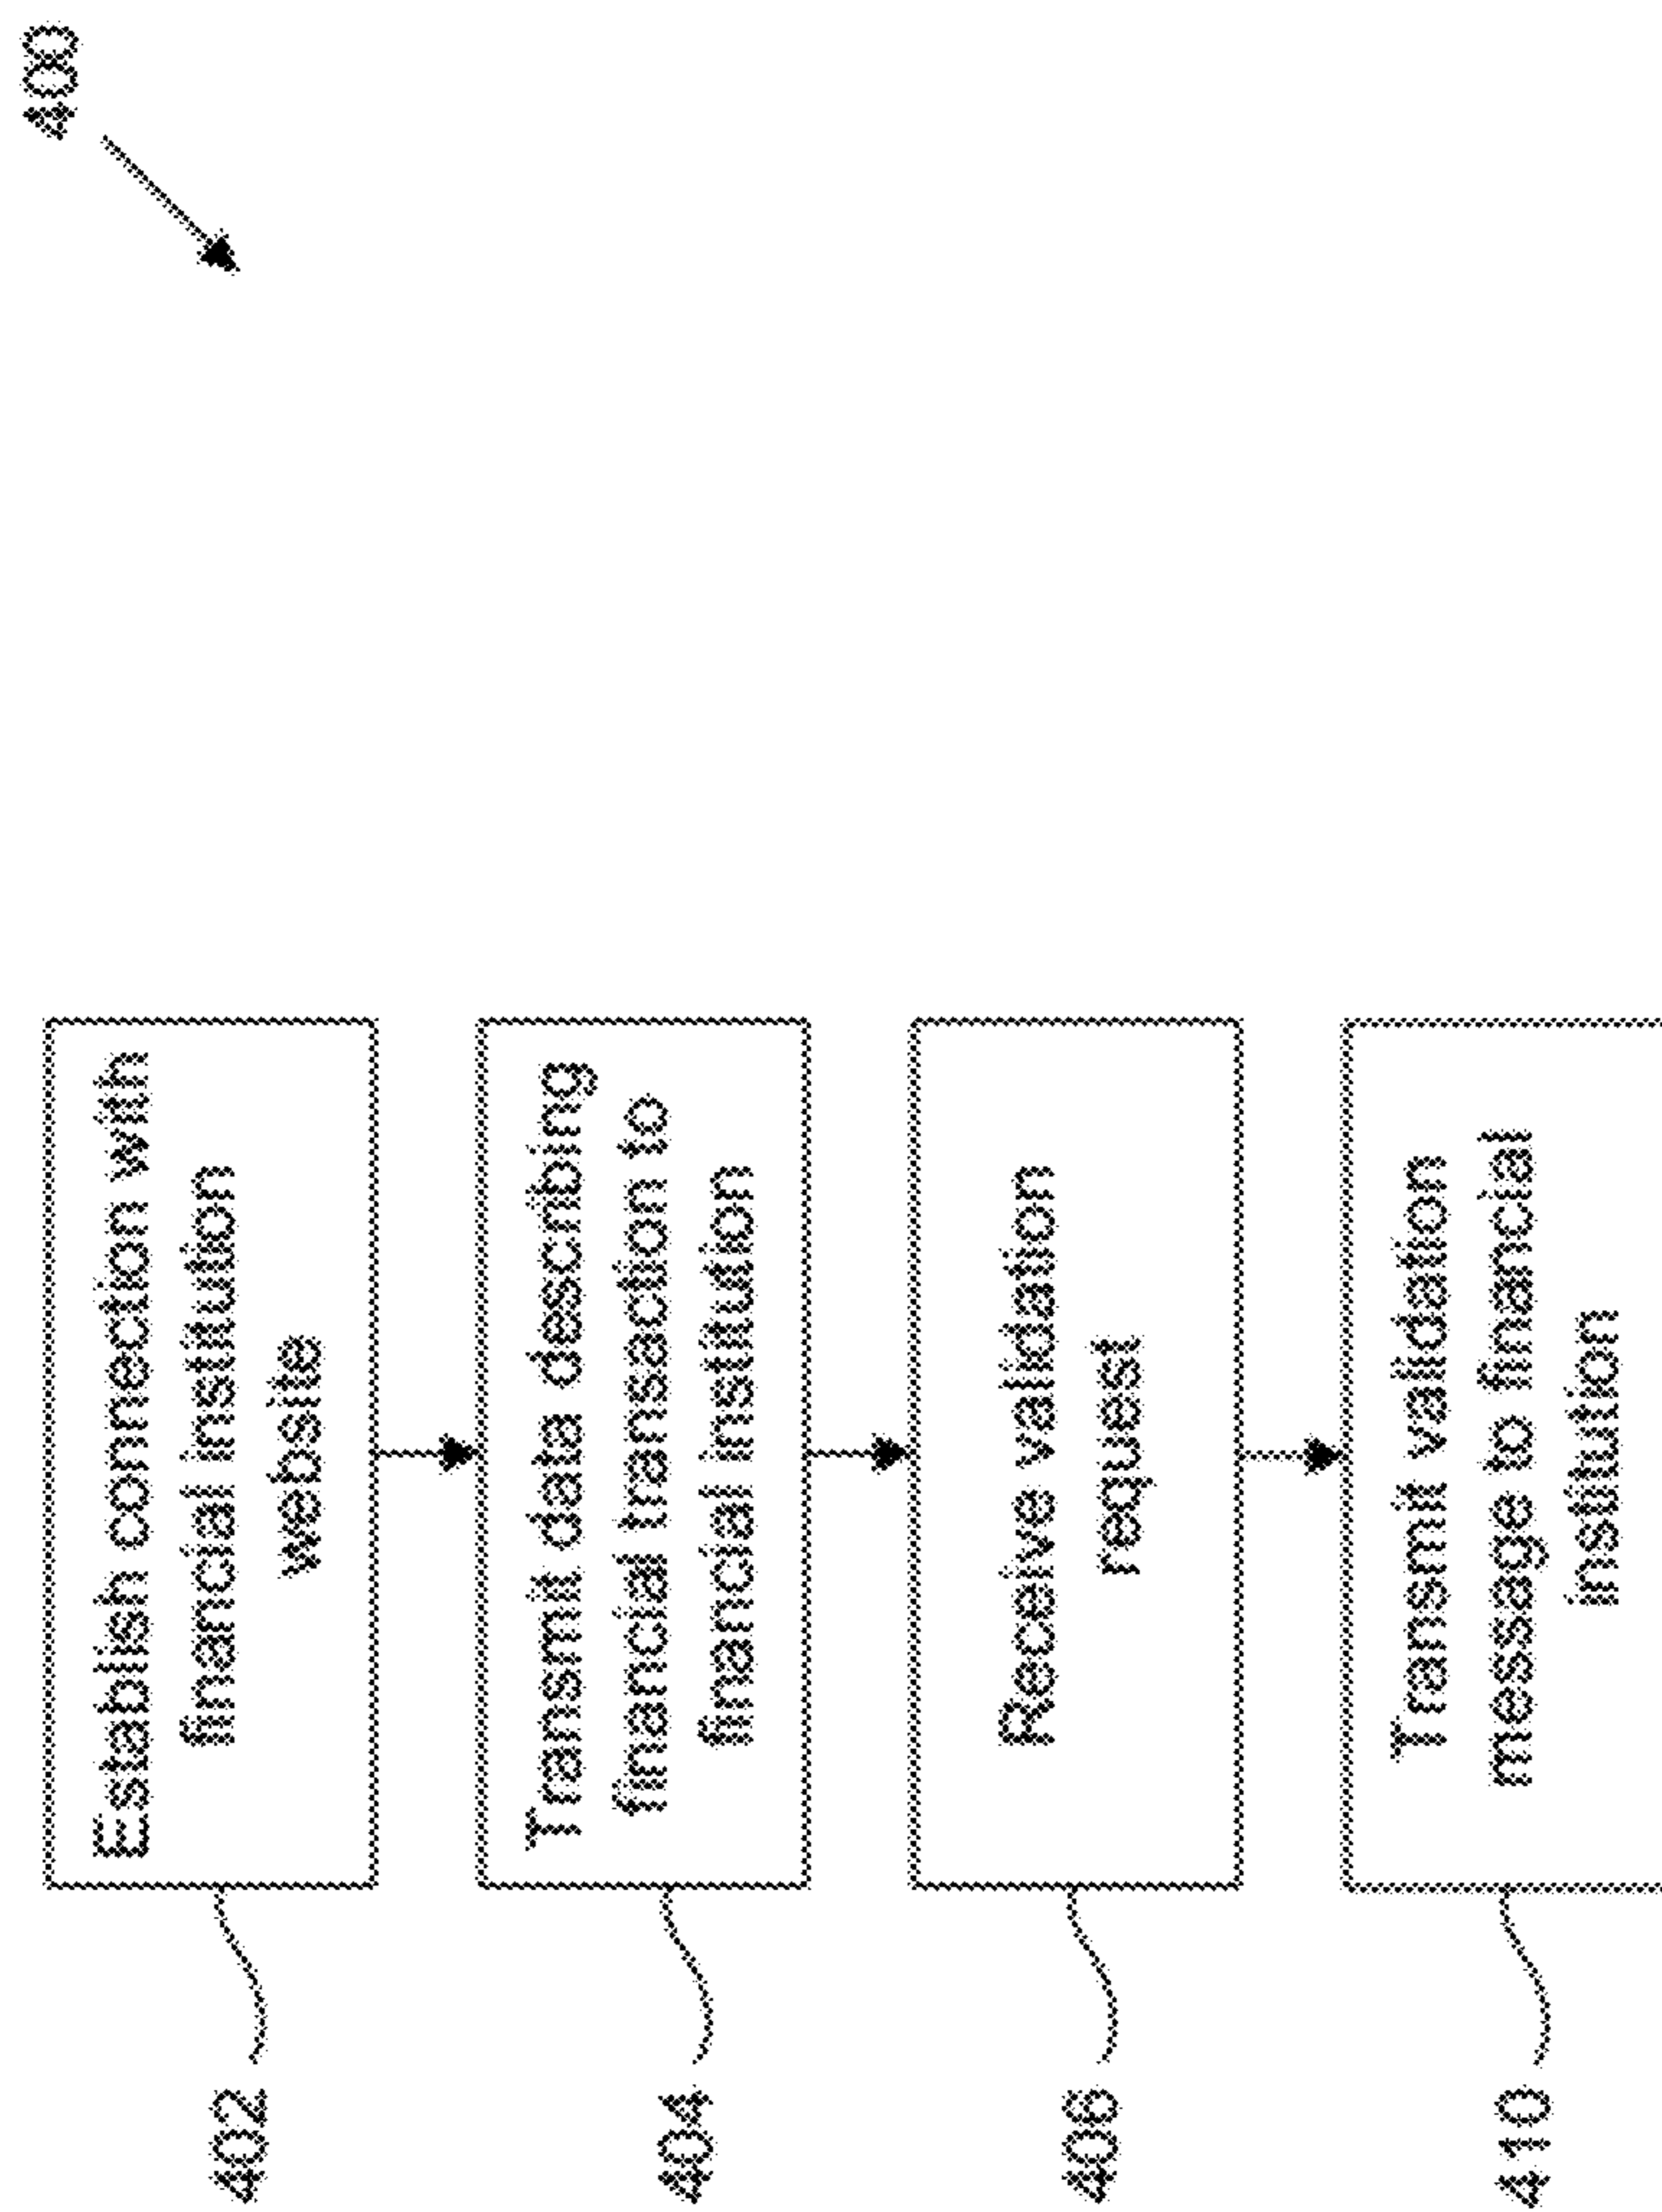 400
402
Establish connection with
financial institution
website
404
Transmit data describing
financial transaction to
financial institution
406
Receive validation
request
410
Transmit validation
message to financial
institution